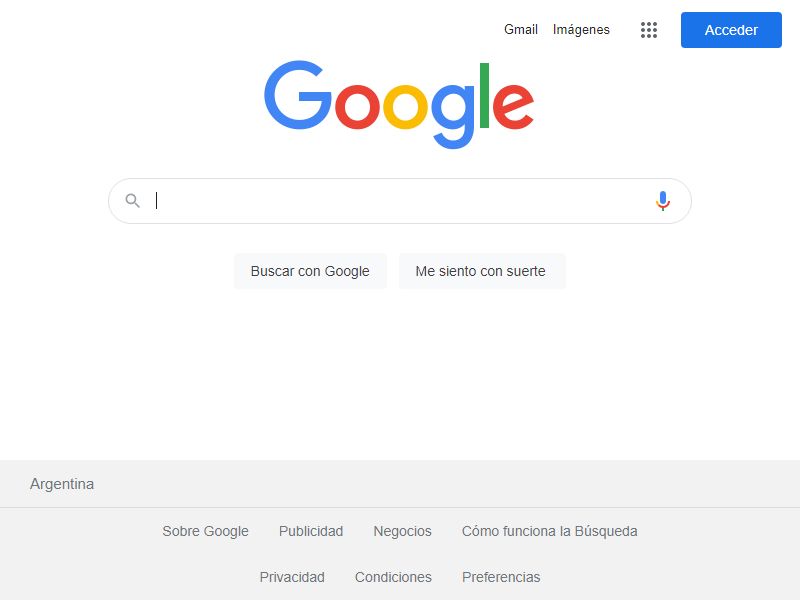 Gmail Imágenes Acceder
Google
Buscar con Google Me siento con suerte
Argentina
Sobre Google Publicidad Negocios Cómo funciona la Búsqueda
Privacidad Condiciones Preferencias